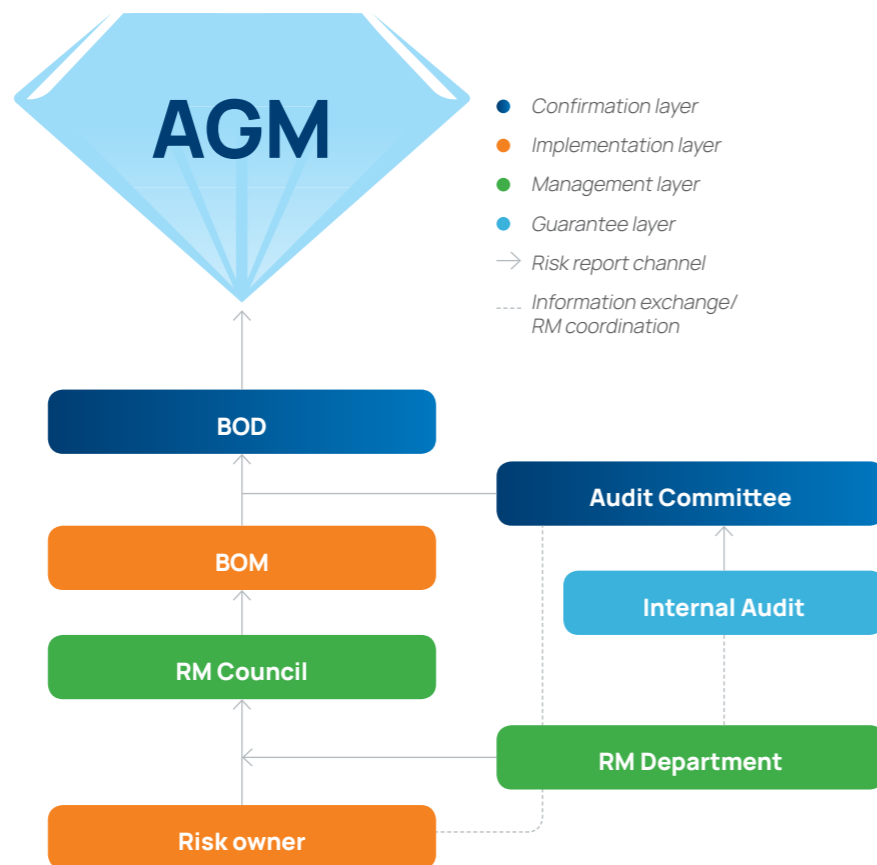 AGM
Confirmation layer
Implementation layer
Management layer
Guarantee layer
Risk report channel
Information exchange/
RM coordination
BOD
Audit Committee
BOM
Internal Audit
RM Council
RM Department
Risk owner